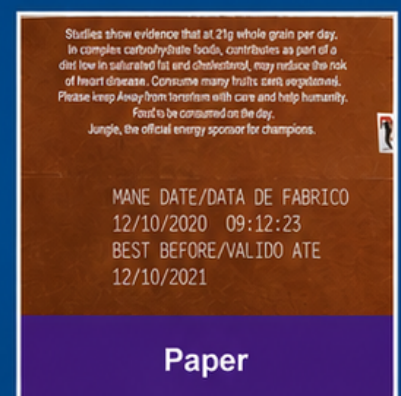 Studies show evidence that at 21g whole grain per day.
In complex carbohydrate foods, contributes as part of a
diet low in saturated fat and cholesterol, may reduce the risk
of heart disease. Consume many fruits
Please keep Away from with care and help humanity.
Food to be consumed on the day.
Jungle, the official energy sponsor for champions.
MANE DATE/DATA DE FABRICO
12/10/2020 09:12:23
BEST BEFORE/VALIDO ATE
12/10/2021
Paper